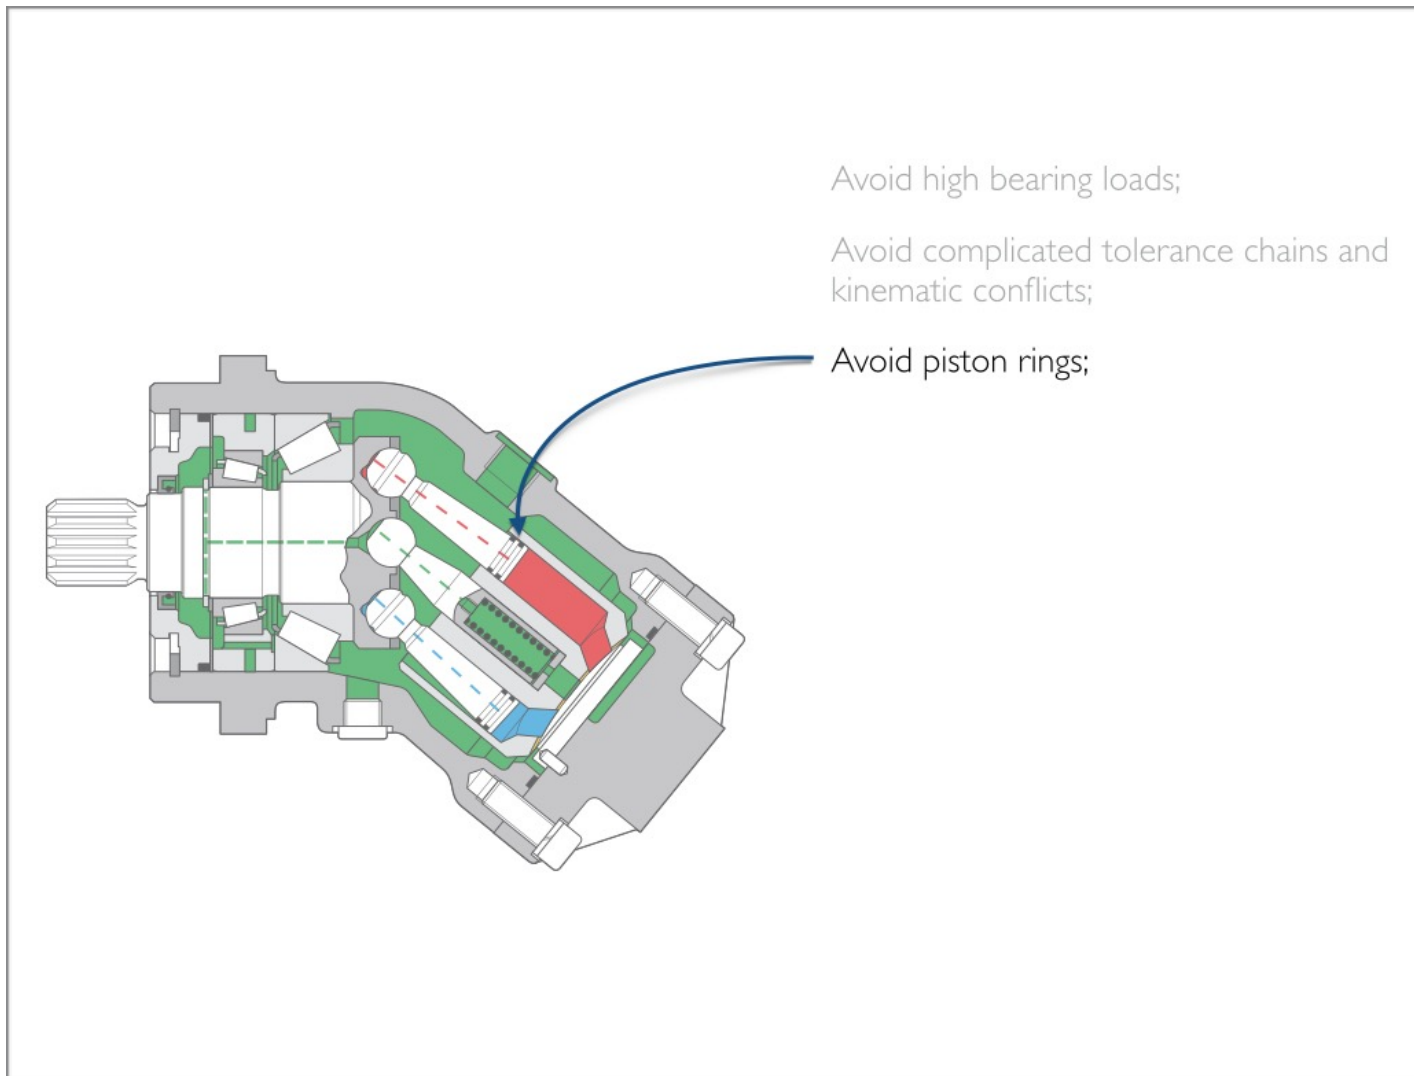 Avoid high bearing loads;
Avoid complicated tolerance chains and
kinematic conflicts;
Avoid piston rings;